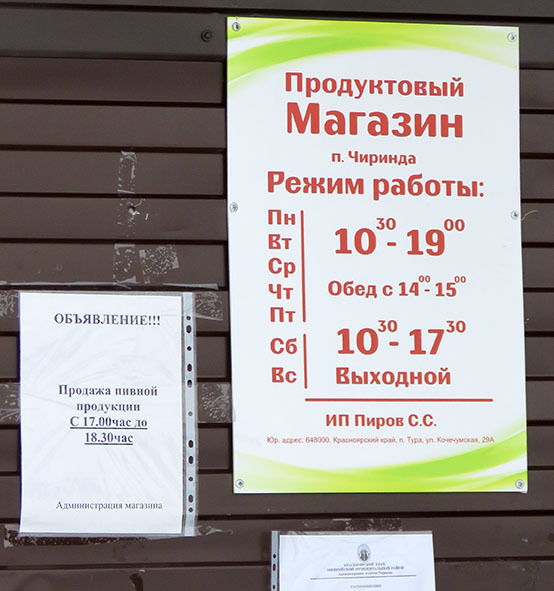 Продуктовый
Магазин
п. Чиринда
Режим работы:
Пн
Вт
Ср
Чт
Пт
10³⁰-19⁰⁰
Обед с 14⁰⁰-15⁰⁰
Сб 10³⁰-17³⁰
Вс Выходной
ИП Пиров С.С.
Юр. адрес: 648000, Красноярский край, п. Тура, ул. Кочечумская, 29А
ОБЪЯВЛЕНИЕ!!!
Продажа пивной
продукции
С 17.00час до
18.30час
Администрация магазина
КРАСНОЯРСКИЙ КРАЙ